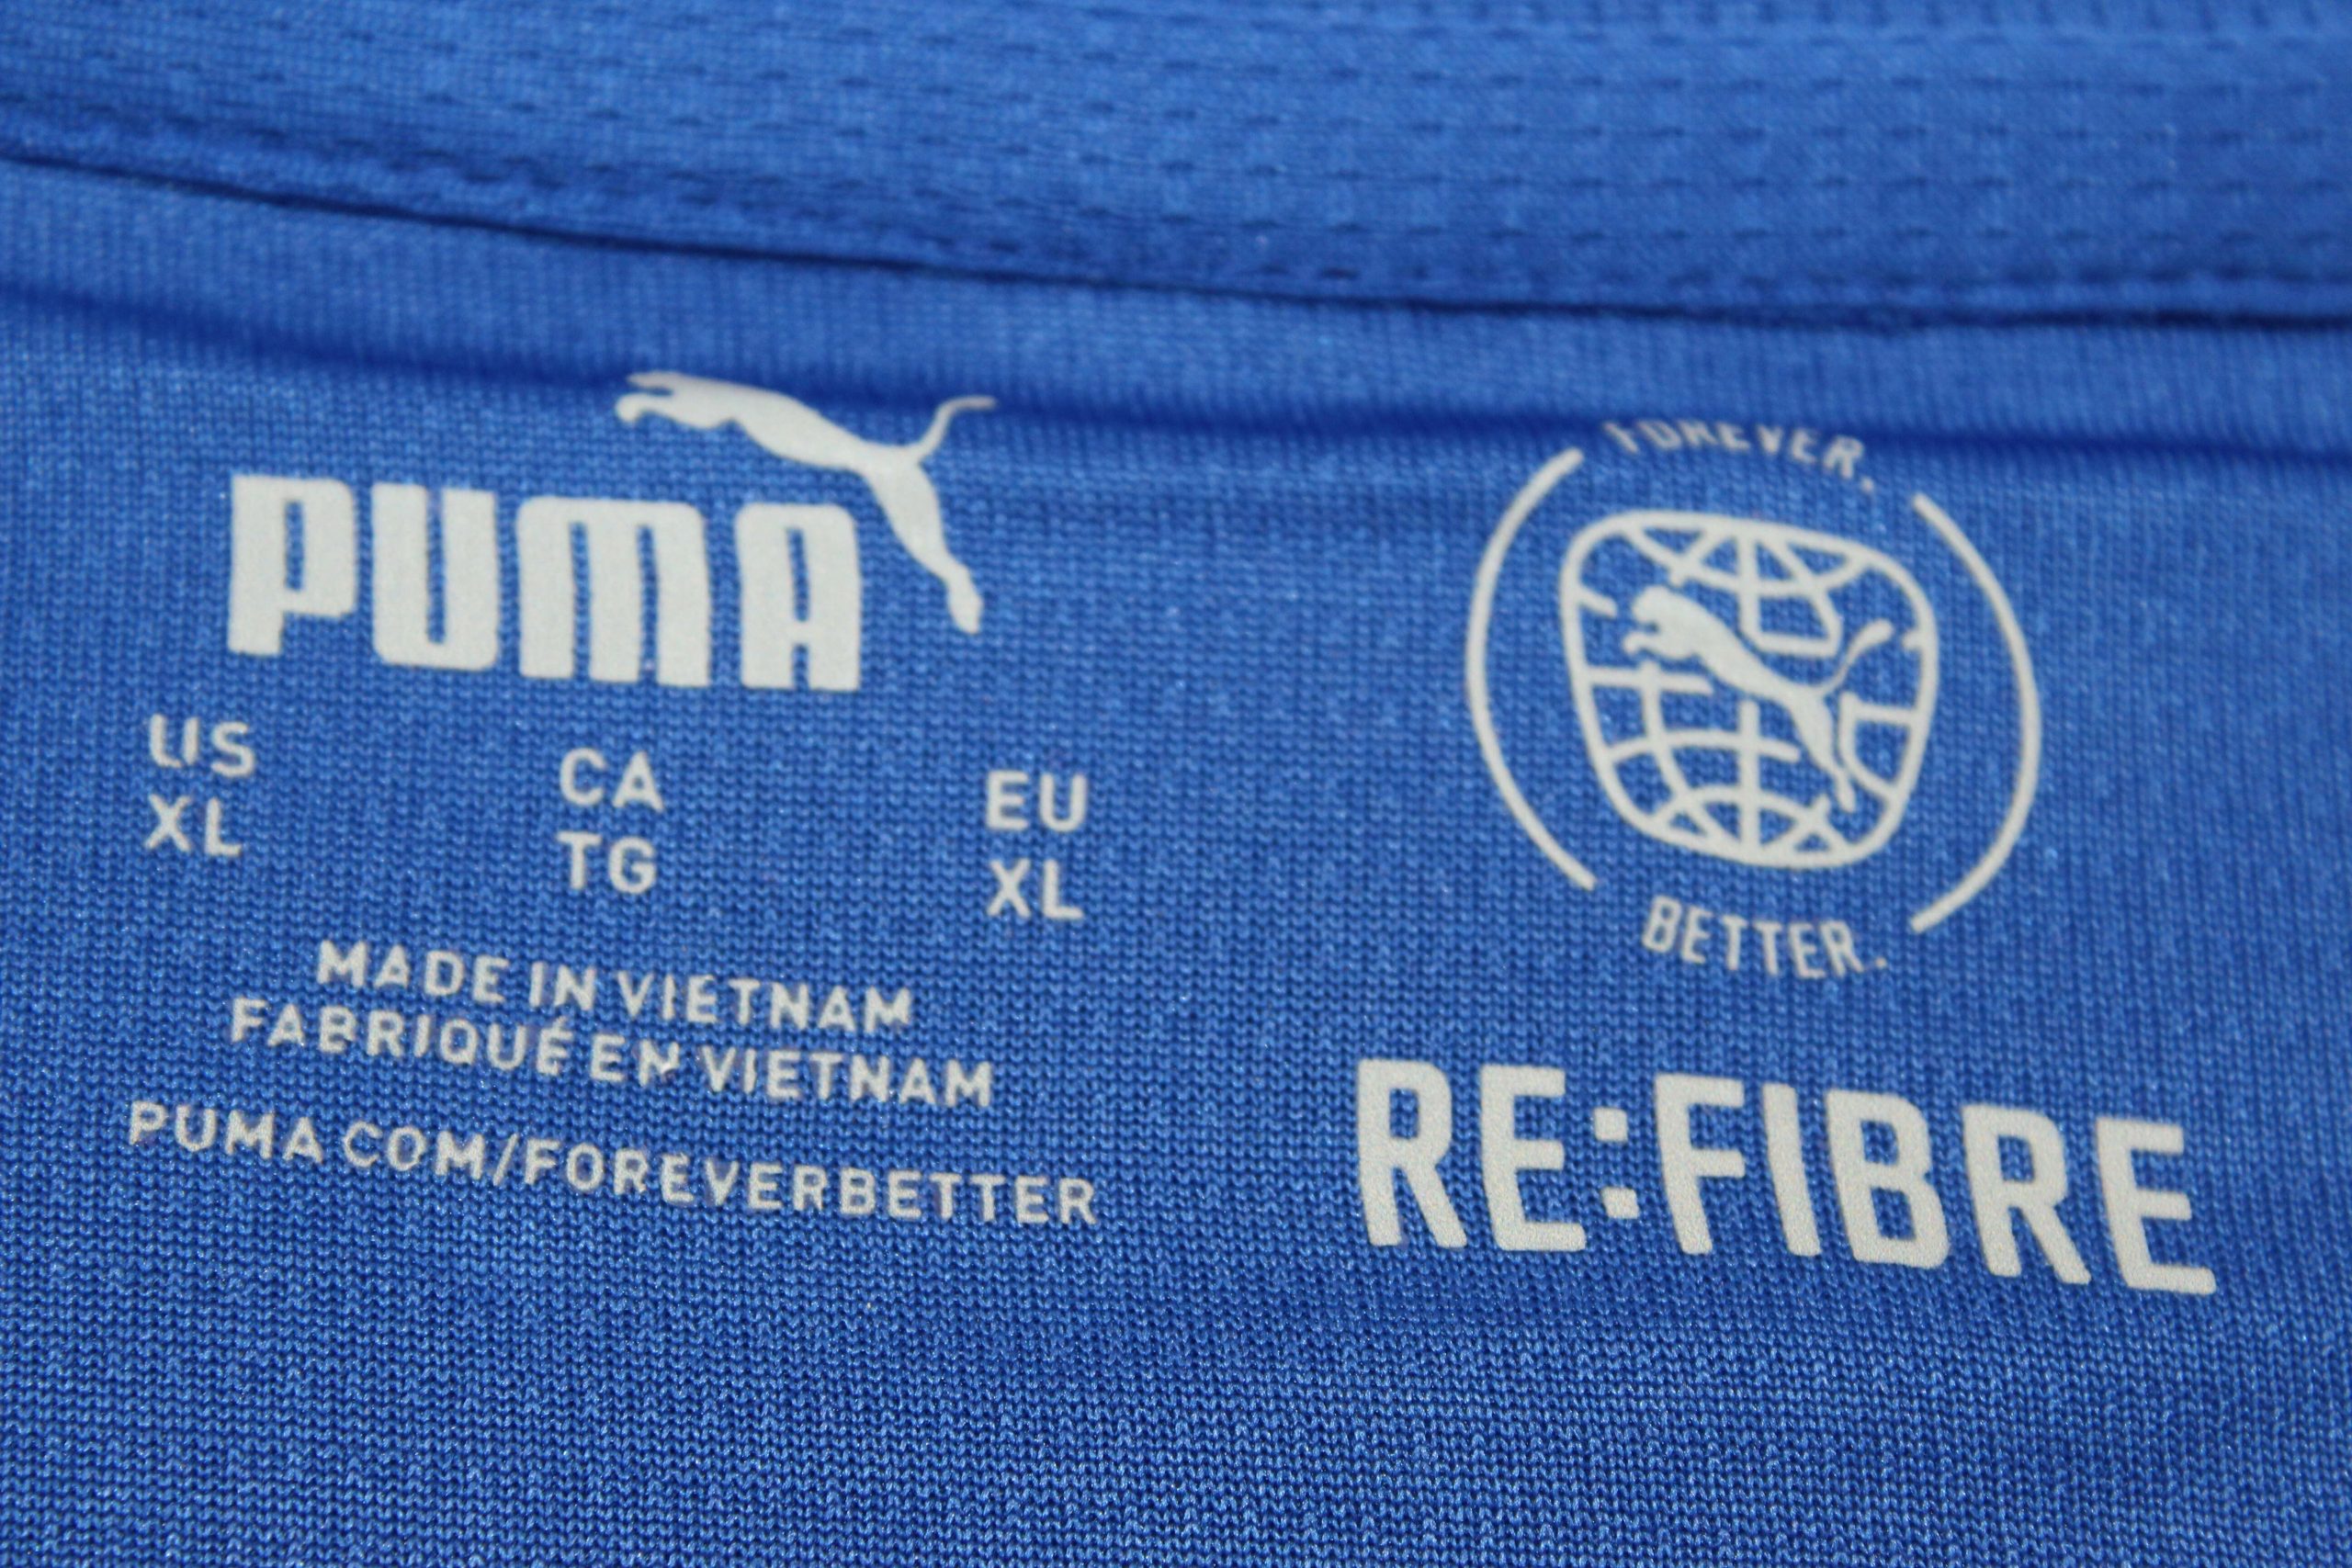 PUMA
US CA EU
XL TG XL
MADE IN VIETNAM
FABRIQUÉ EN VIETNAM
PUMA.COM/FOREVERBETTER
FOREVER.
BETTER.
RE:FIBRE